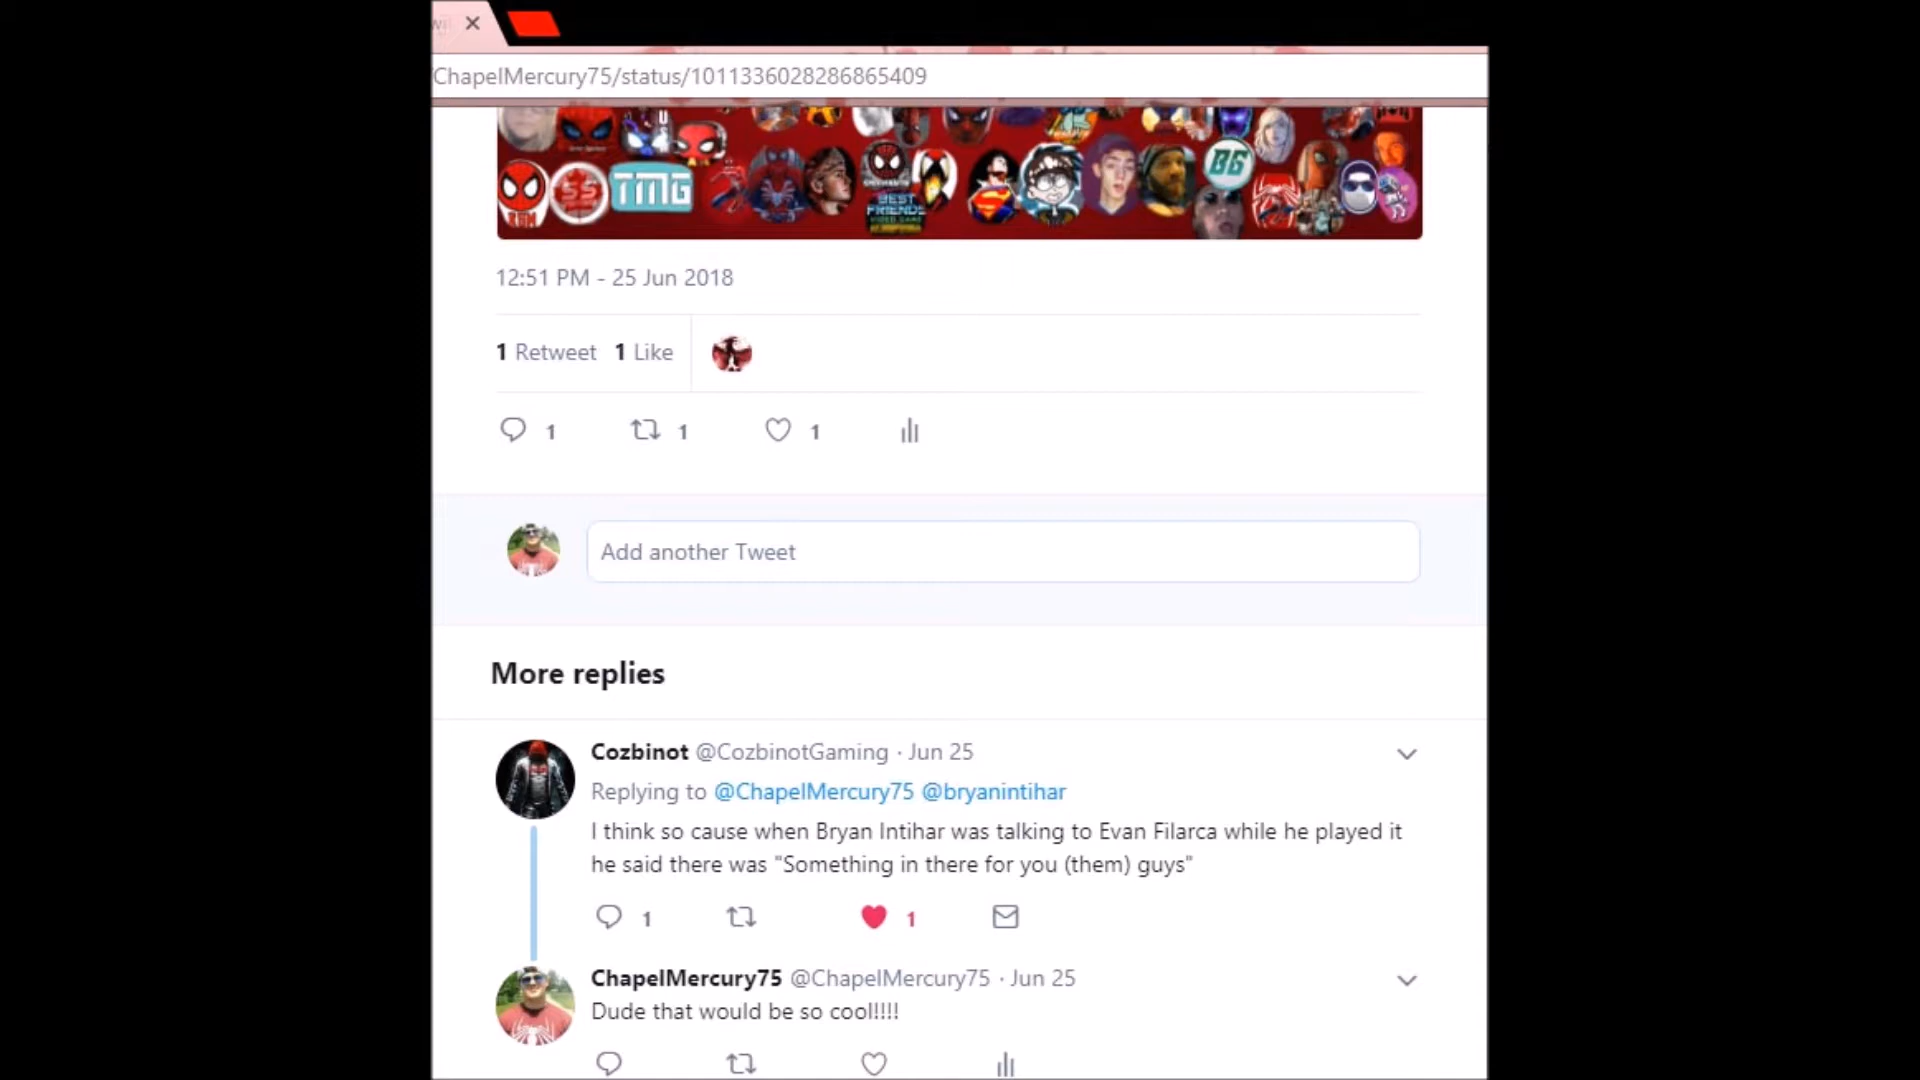 ChapelMercury75/status/1011336028286865409
TMG
B6
BEST
FRIENDS
12:51 PM - 25 Jun 2018
1 Retweet 1 Like
1 1 1
Add another Tweet
More replies
Cozbinot @CozbinotGaming · Jun 25
Replying to @ChapelMercury75 @bryanintihar
I think so cause when Bryan Intihar was talking to Evan Filarca while he played it
he said there was "Something in there for you (them) guys"
1 1
ChapelMercury75 @ChapelMercury75 · Jun 25
Dude that would be so cool!!!!